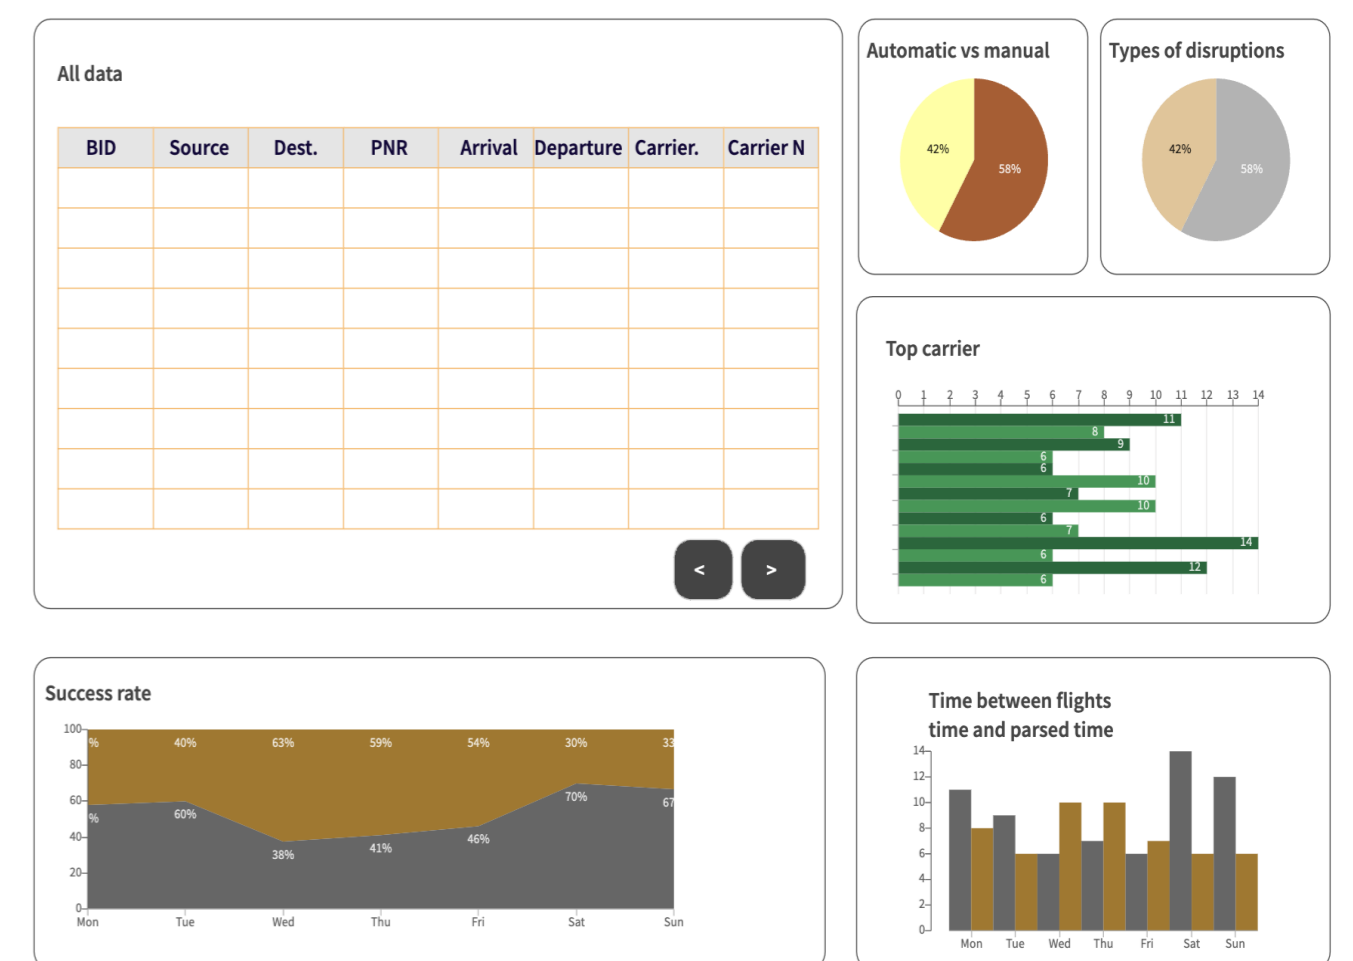 All data
BID Source Dest. PNR Arrival Departure Carrier. Carrier N
< >
Automatic vs manual
42%
58%
Types of disruptions
42%
58%
Top carrier
0 1 2 3 4 5 6 7 8 9 10 11 12 13 14
11
8
9
6
6
10
7
10
6
7
14
6
12
6
Success rate
100
80
60
40
20
0
% 40% 63% 59% 54% 30% 33
% 60% 38% 41% 46% 70% 67
Mon Tue Wed Thu Fri Sat Sun
Time between flights
time and parsed time
14
12
10
8
6
4
2
0
Mon Tue Wed Thu Fri Sat Sun